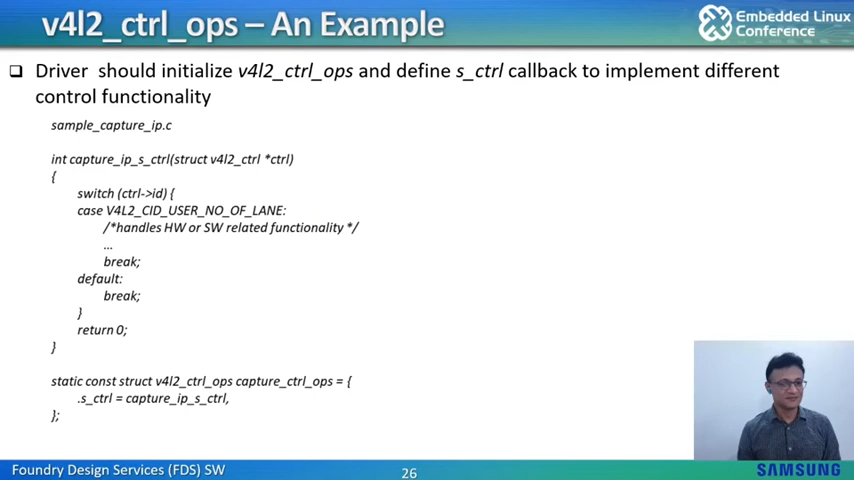 v4l2_ctrl_ops – An Example
Embedded Linux
Conference
Driver should initialize v4l2_ctrl_ops and define s_ctrl callback to implement different
control functionality
sample_capture_ip.c
int capture_ip_s_ctrl(struct v4l2_ctrl *ctrl)
{
switch (ctrl->id) {
case V4L2_CID_USER_NO_OF_LANE:
/*handles HW or SW related functionality */
...
break;
default:
break;
}
return 0;
}
static const struct v4l2_ctrl_ops capture_ctrl_ops = {
.s_ctrl = capture_ip_s_ctrl,
};
Foundry Design Services (FDS) SW
26
SAMSUNG